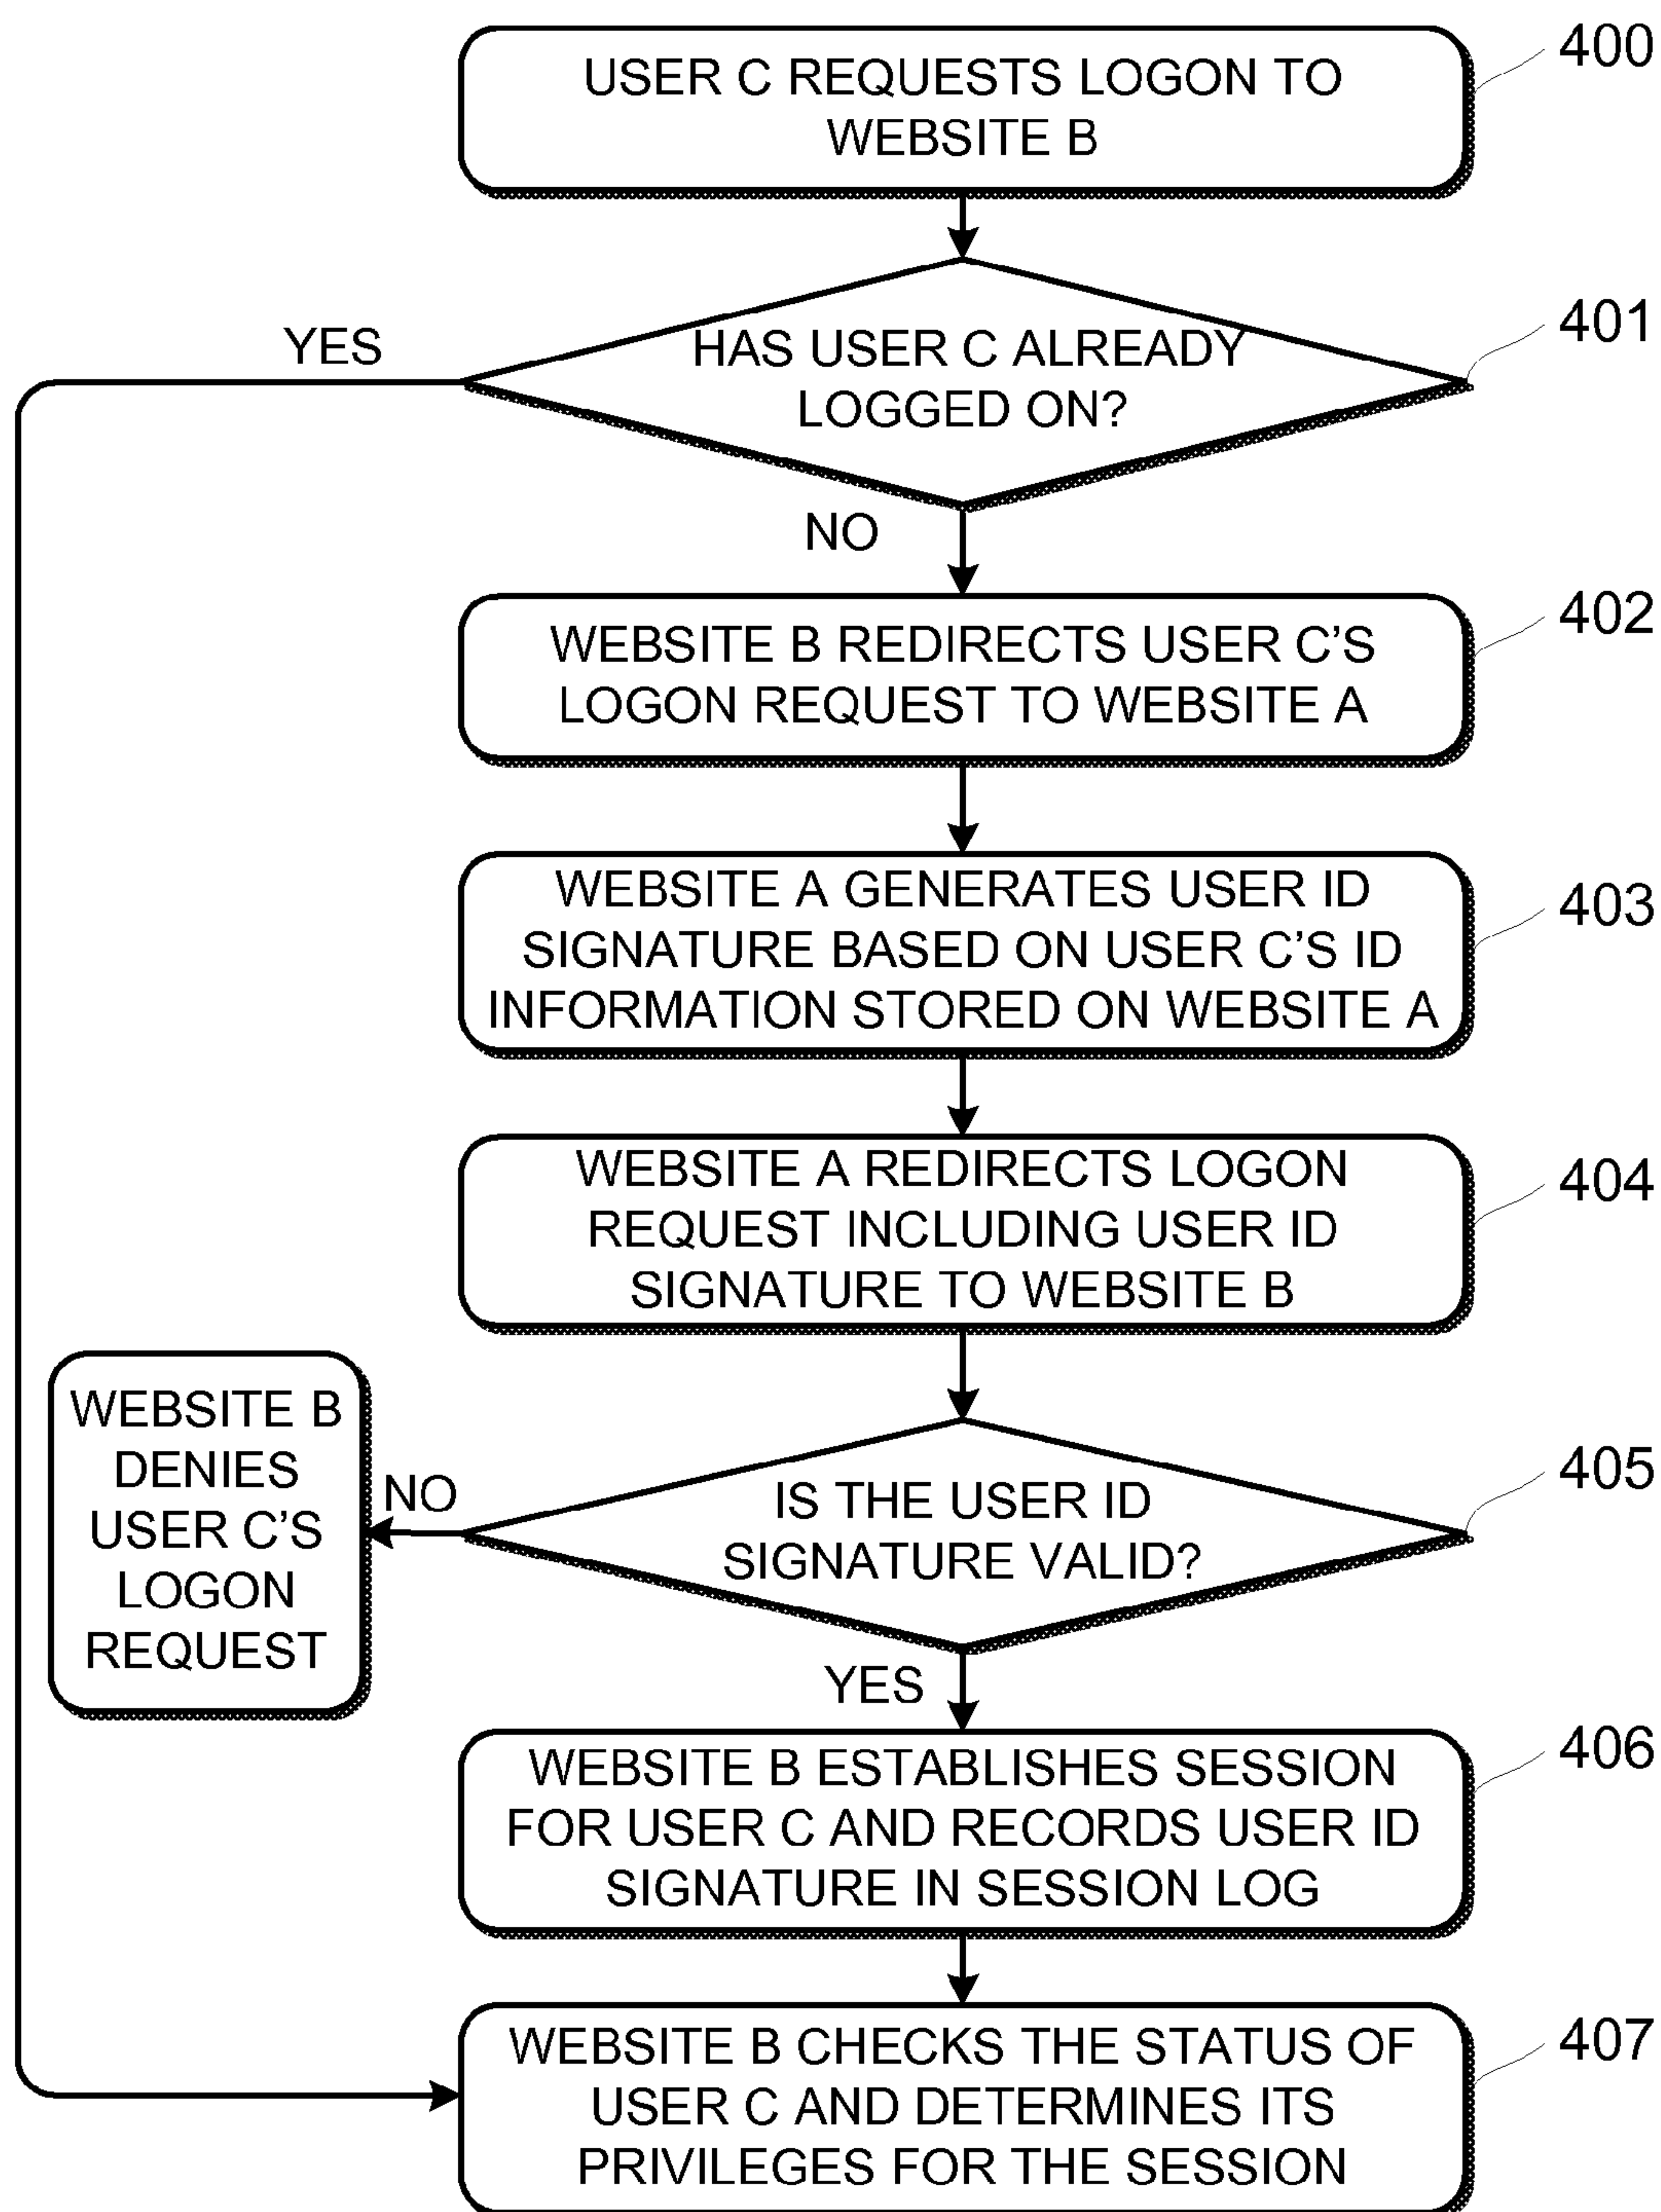 USER C REQUESTS LOGON TO
WEBSITE B
400
HAS USER C ALREADY
LOGGED ON?
401
YES
NO
WEBSITE B REDIRECTS USER C'S
LOGON REQUEST TO WEBSITE A
402
WEBSITE A GENERATES USER ID
SIGNATURE BASED ON USER C'S ID
INFORMATION STORED ON WEBSITE A
403
WEBSITE A REDIRECTS LOGON
REQUEST INCLUDING USER ID
SIGNATURE TO WEBSITE B
404
IS THE USER ID
SIGNATURE VALID?
405
NO
WEBSITE B
DENIES
USER C'S
LOGON
REQUEST
YES
WEBSITE B ESTABLISHES SESSION
FOR USER C AND RECORDS USER ID
SIGNATURE IN SESSION LOG
406
WEBSITE B CHECKS THE STATUS OF
USER C AND DETERMINES ITS
PRIVILEGES FOR THE SESSION
407